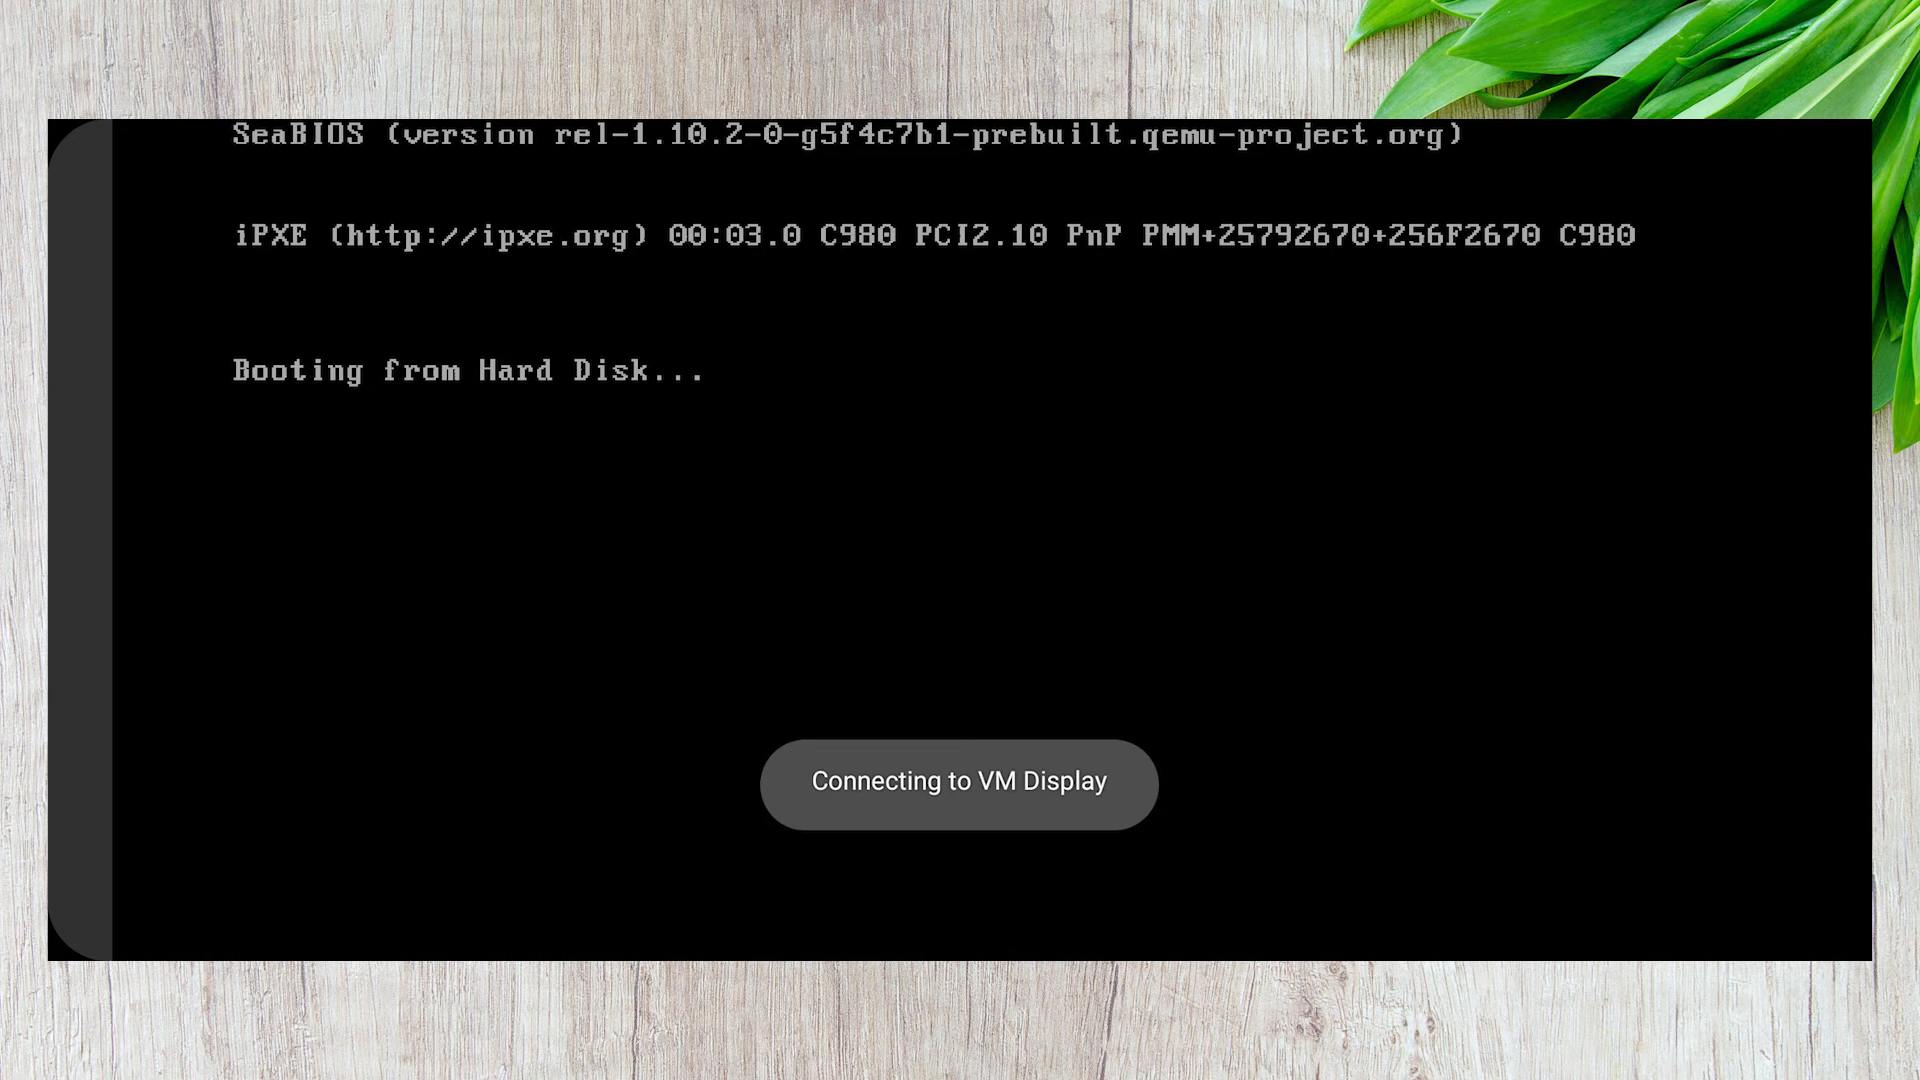 SeaBIOS (version rel-1.10.2-0-g5f4c7b1-prebuilt.qemu-project.org)
iPXE (http://ipxe.org) 00:03.0 C980 PCI2.10 PnP PMM+25792670+256F2670 C980
Booting from Hard Disk...
Connecting to VM Display